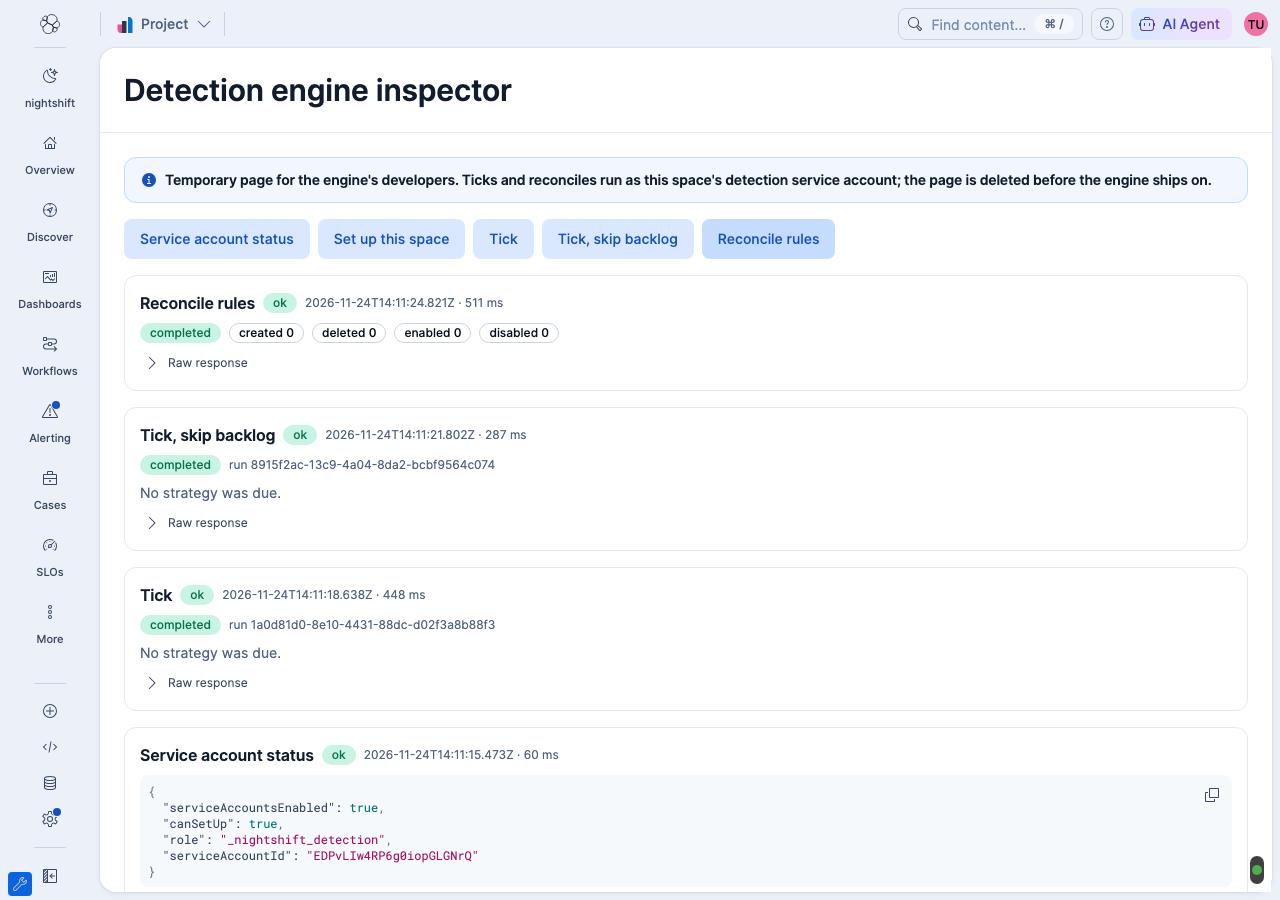 Project
Find content...
⌘ /
AI Agent
TU
nightshift
Overview
Discover
Dashboards
Workflows
Alerting
Cases
SLOs
More
Detection engine inspector
Temporary page for the engine's developers. Ticks and reconciles run as this space's detection service account; the page is deleted before the engine ships on.
Service account status
Set up this space
Tick
Tick, skip backlog
Reconcile rules
Reconcile rules ok 2026-11-24T14:11:24.821Z · 511 ms
completed created 0 deleted 0 enabled 0 disabled 0
Raw response
Tick, skip backlog ok 2026-11-24T14:11:21.802Z · 287 ms
completed run 8915f2ac-13c9-4a04-8da2-bcbf9564c074
No strategy was due.
Raw response
Tick ok 2026-11-24T14:11:18.638Z · 448 ms
completed run 1a0d81d0-8e10-4431-88dc-d02f3a8b88f3
No strategy was due.
Raw response
Service account status ok 2026-11-24T14:11:15.473Z · 60 ms
{
"serviceAccountsEnabled": true,
"canSetUp": true,
"role": "_nightshift_detection",
"serviceAccountId": "EDPvLIw4RP6g0iopGLGNrQ"
}